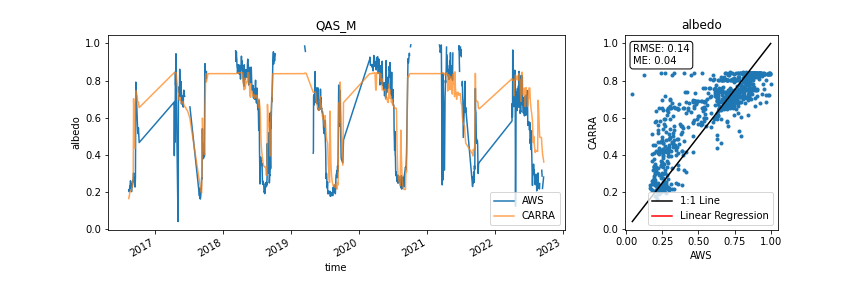 QAS_M
albedo
1.0
0.8
0.6
0.4
0.2
0.0
albedo
AWS
CARRA
2017
2018
2019
2020
2021
2022
2023
time
RMSE: 0.14
ME: 0.04
1.0
0.8
0.6
0.4
0.2
0.0
CARRA
1:1 Line
Linear Regression
0.00
0.25
0.50
0.75
1.00
AWS